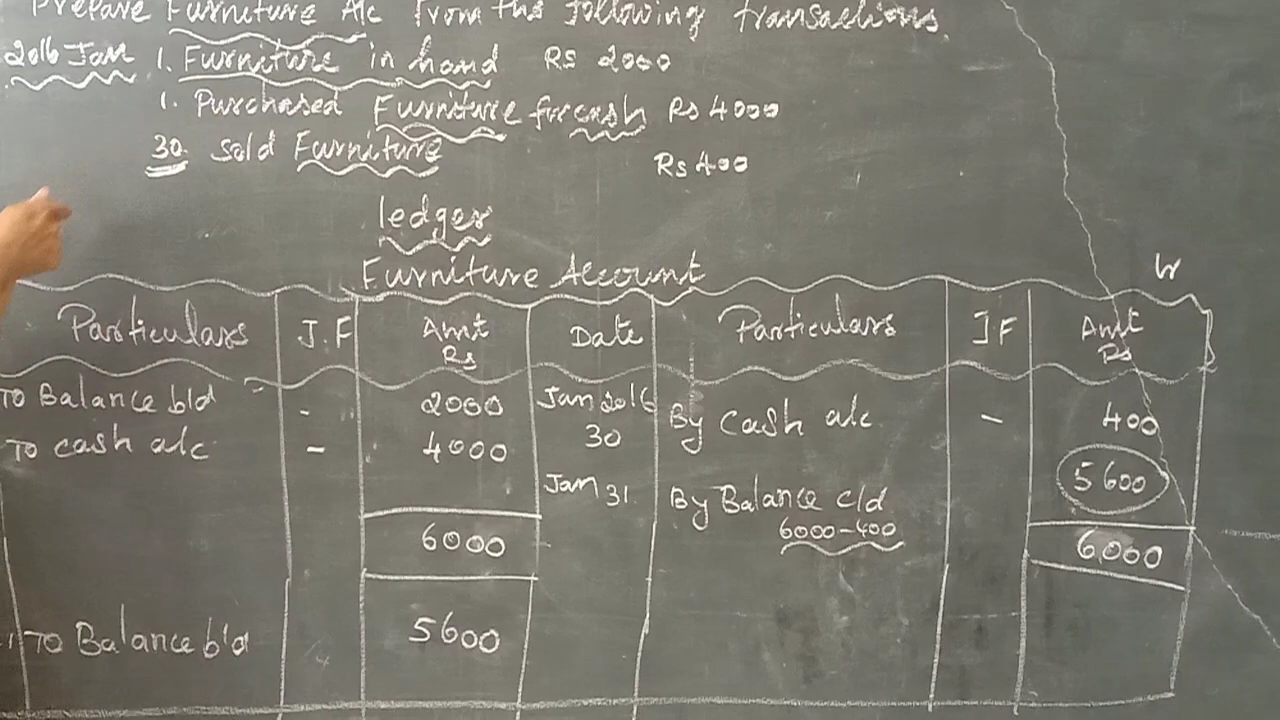 Prepare Furniture A/c from the following transactions.
2016 Jan 1. Furniture in hand Rs 2000
1. Purchased Furniture for cash Rs 4000
30. Sold Furniture Rs 400
ledger
Furniture Account
Particulars J.F Amt Rs Date Particulars JF Amt Rs
To Balance b/d - 2000 Jan 2016 30 By Cash a/c - 400
To cash a/c - 4000 Jan 31 By Balance c/d 5600
6000-400
6000 6,000
To Balance b/d 5600